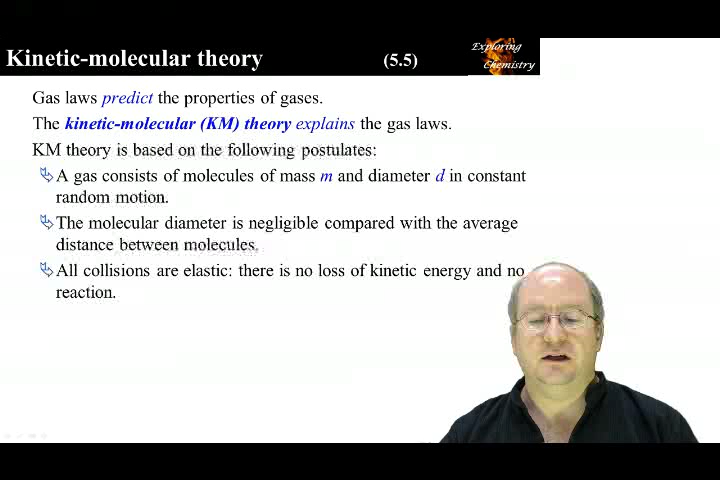 Kinetic-molecular theory (5.5)
Exploring
Chemistry
Gas laws predict the properties of gases.
The kinetic-molecular (KM) theory explains the gas laws.
KM theory is based on the following postulates:
A gas consists of molecules of mass m and diameter d in constant
random motion.
The molecular diameter is negligible compared with the average
distance between molecules.
All collisions are elastic: there is no loss of kinetic energy and no
reaction.